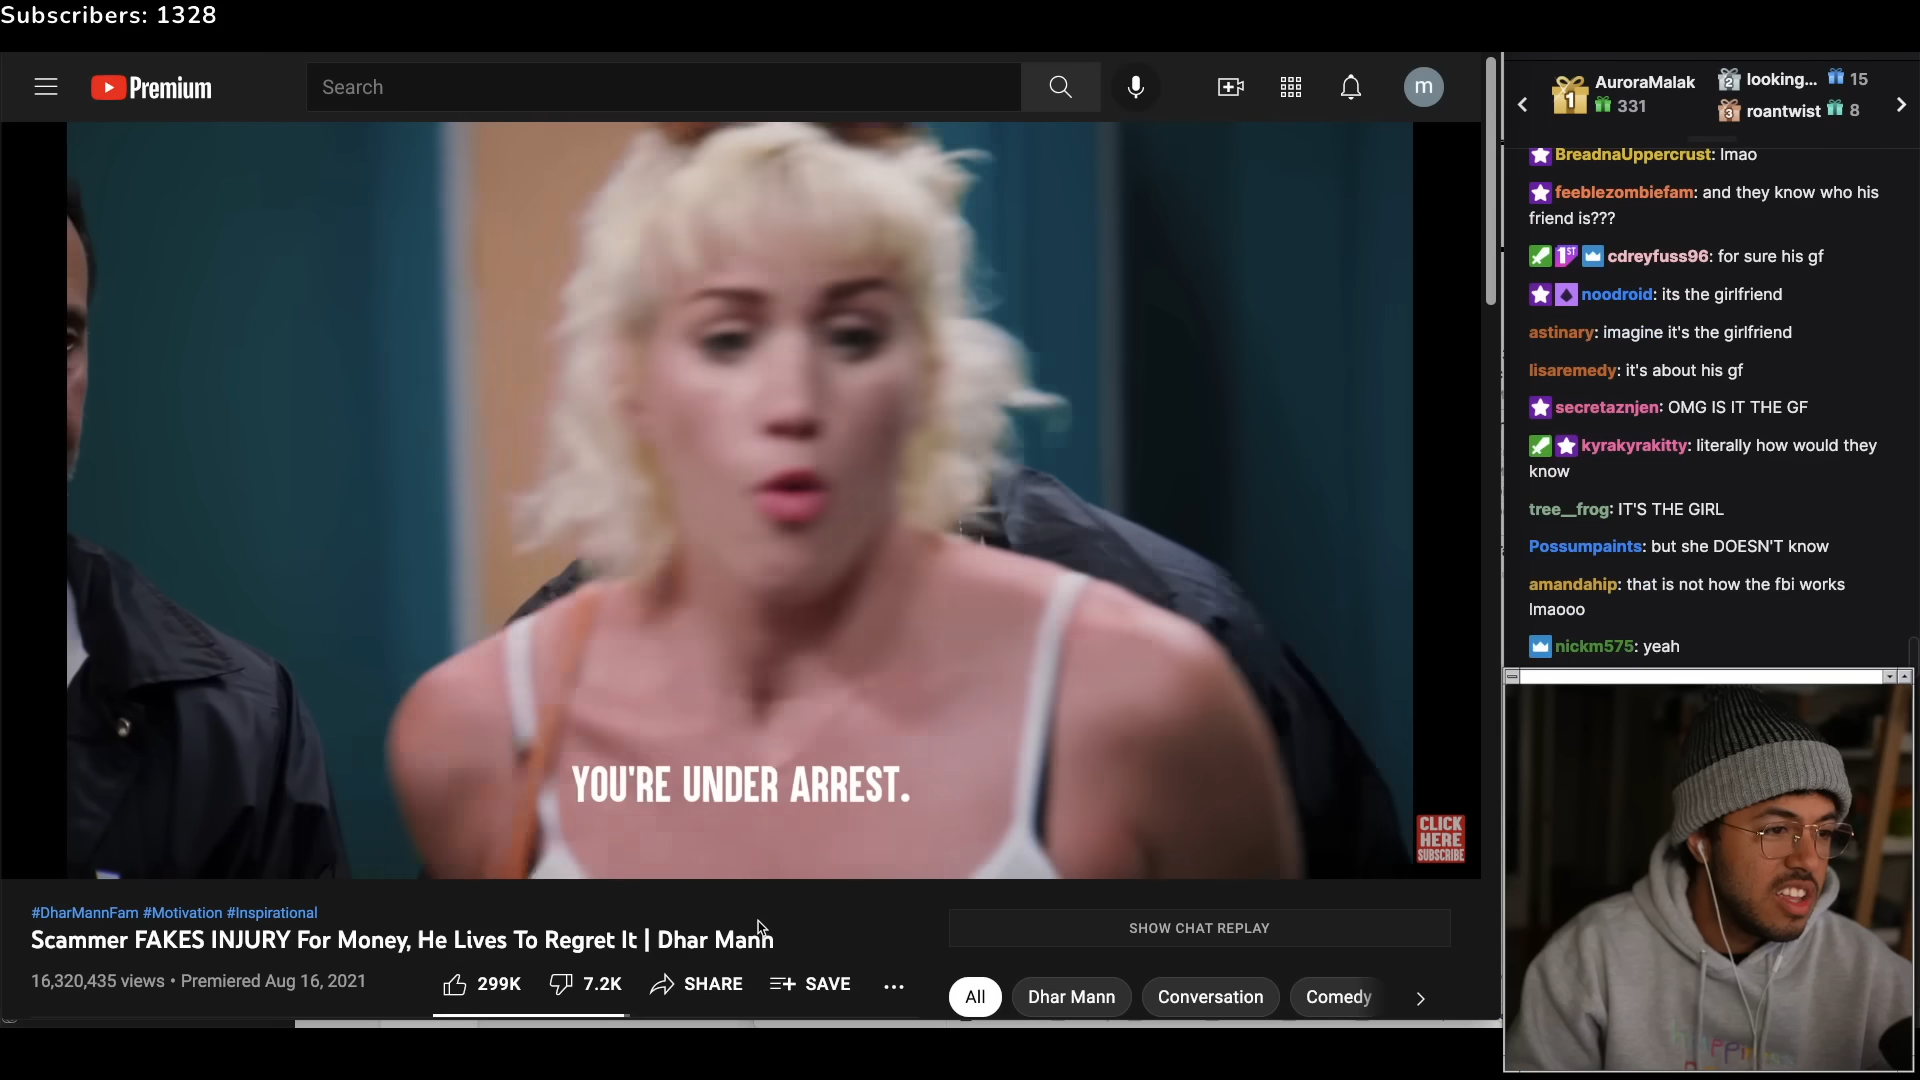 Subscribers: 1328
Premium
Search
m
1
AuroraMalak
331
2
looking...
15
3
roantwist
8
BreadnaUppercrust: lmao
feeblezombiefam: and they know who his
friend is???
1ST
cdreyfuss96: for sure his gf
noodroid: its the girlfriend
astinary: imagine it's the girlfriend
lisaremedy: it's about his gf
secretaznjen: OMG IS IT THE GF
kyrakyrakitty: literally how would they
know
tree__frog: IT'S THE GIRL
Possumpaints: but she DOESN'T know
amandahip: that is not how the fbi works
lmaooo
nickm575: yeah
YOU'RE UNDER ARREST.
CLICK
HERE
SUBSCRIBE
#DharMannFam #Motivation #Inspirational
Scammer FAKES INJURY For Money, He Lives To Regret It | Dhar Mann
16,320,435 views • Premiered Aug 16, 2021
299K
7.2K
SHARE
SAVE
SHOW CHAT REPLAY
All
Dhar Mann
Conversation
Comedy